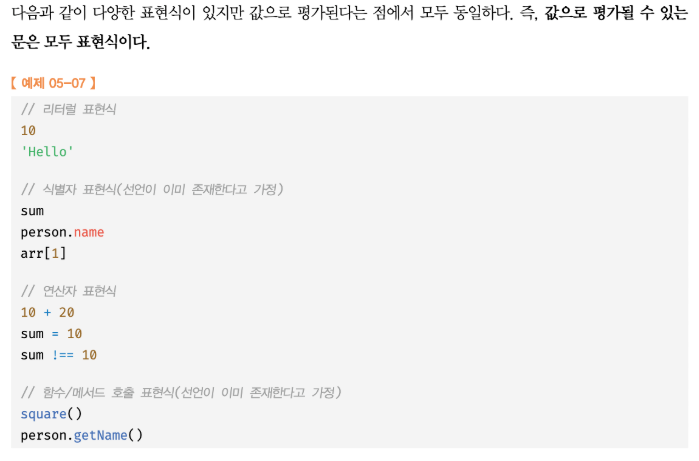 다음과 같이 다양한 표현식이 있지만 값으로 평가된다는 점에서 모두 동일하다. 즉, 값으로 평가될 수 있는
문은 모두 표현식이다.
【 예제 05-07 】
// 리터럴 표현식
10
'Hello'
// 식별자 표현식(선언이 이미 존재한다고 가정)
sum
person.name
arr[1]
// 연산자 표현식
10 + 20
sum = 10
sum !== 10
// 함수/메서드 호출 표현식(선언이 이미 존재한다고 가정)
square()
person.getName()